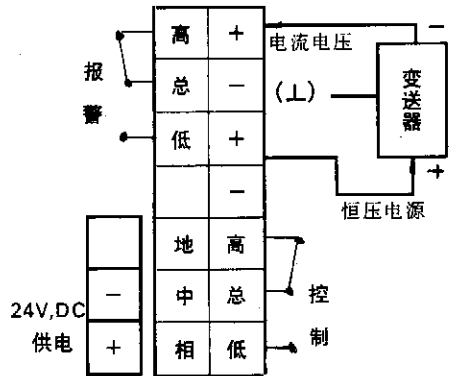 高 + 电流电压 −
报 总 − (⊥) 变送器
警 低 +
− 恒压电源 +
地 高
24V,DC − 中 总 控
供电 + 相 低 制